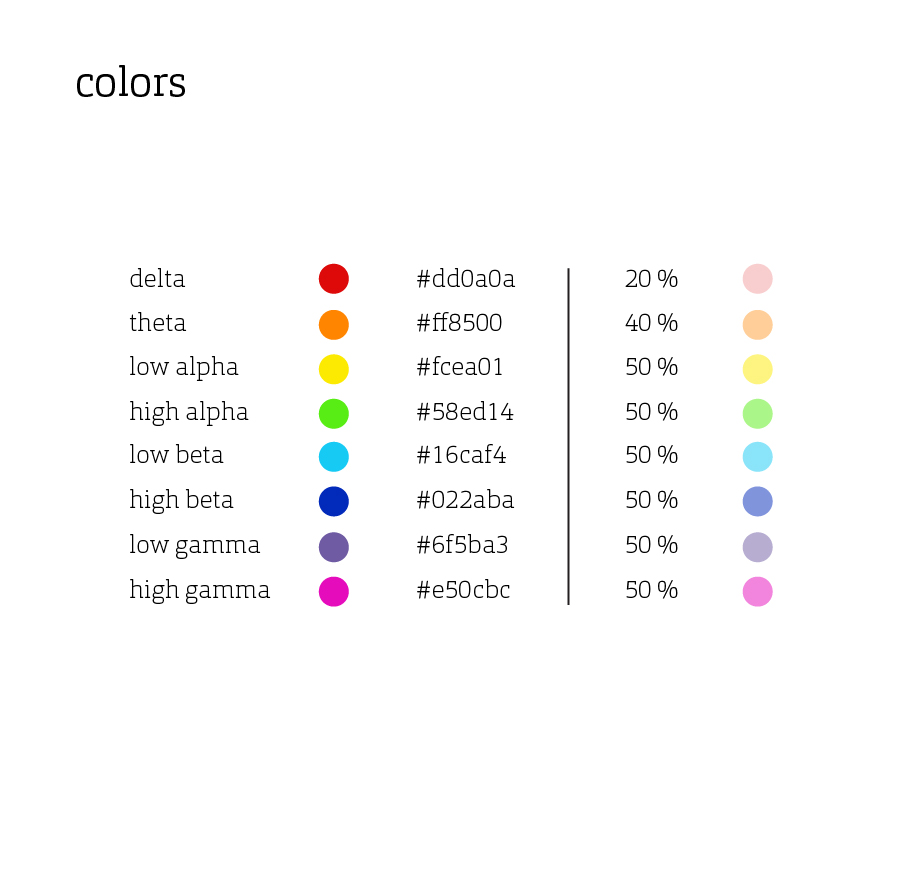 colors
delta #dd0a0a 20 %
theta #ff8500 40 %
low alpha #fcea01 50 %
high alpha #58ed14 50 %
low beta #16caf4 50 %
high beta #022aba 50 %
low gamma #6f5ba3 50 %
high gamma #e50cbc 50 %